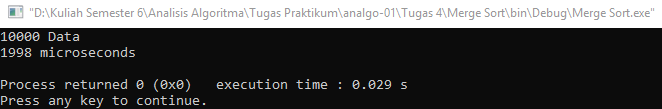 "D:\Kuliah Semester 6\Analisis Algoritma\Tugas Praktikum\analgo-01\Tugas 4\Merge Sort\bin\Debug\Merge Sort.exe"
10000 Data
1998 microseconds
Process returned 0 (0x0)   execution time : 0.029 s
Press any key to continue.